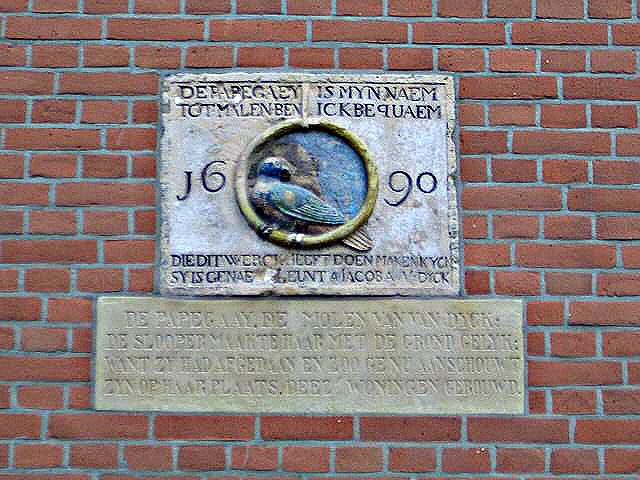 DE PAPEGAEY IS MYN NAEM
TOT MALEN BEN ICK BEQUAEM
1690
DIE DIT WERCK HEEFT DOEN MAKEN KYCK
SY IS GENAE LEUNT & JACOBA V DYCK
DE PAPEGAAY, DE MOLEN VAN VAN DYCK:
DE SLOOPER MAAKTE HAAR MET DE GROND GELYK:
WANT ZY HAD AFGEDAAN EN ZOO GE NU AANSCHOUWT
ZYN OP HAAR PLAATS, DEEZ' WONINGEN GEBOUWD